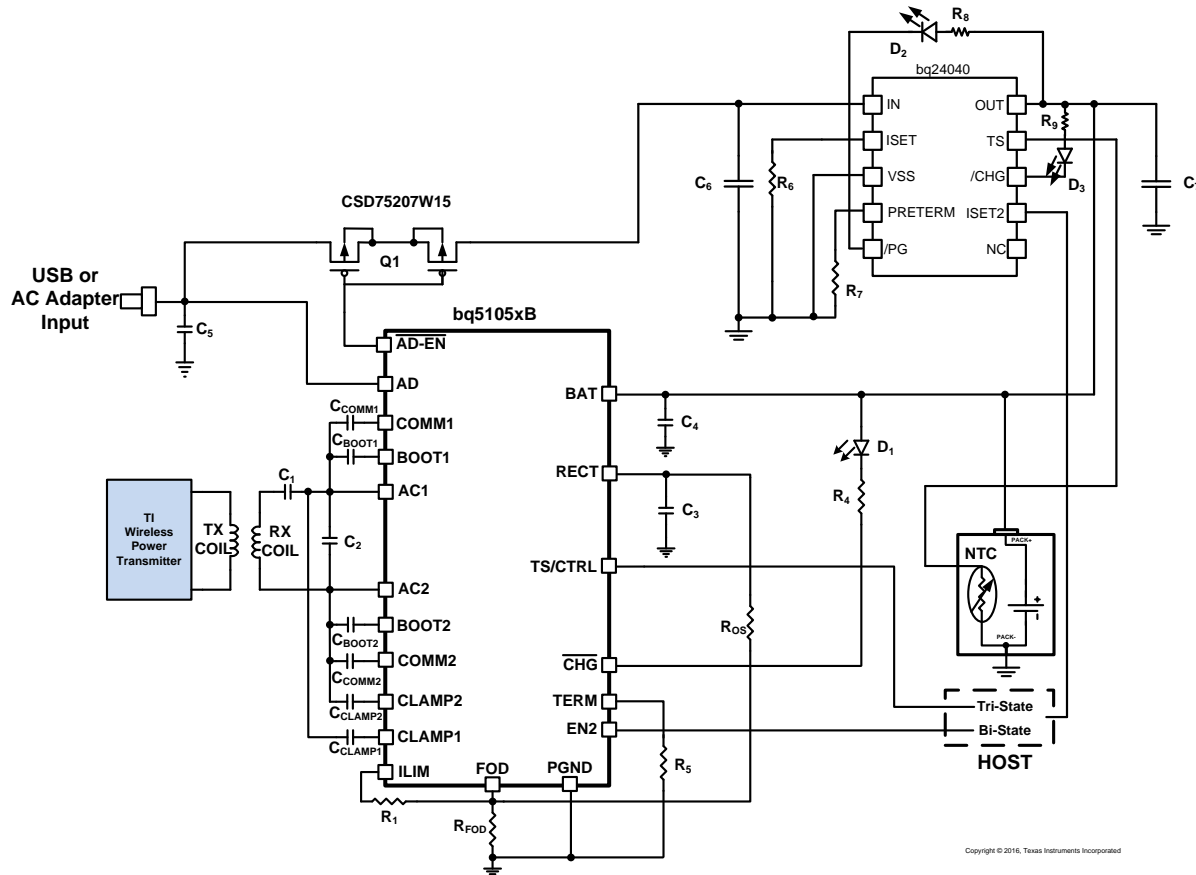 R8
D2
bq24040
IN
OUT
R9
ISET
TS
C6
R6
VSS
/CHG
D3
PRETERM
ISET2
/PG
NC
R7
CSD75207W15
Q1
USB or
AC Adapter
Input
C5
bq5105xB
AD-EN
AD
BAT
CCOMM1
COMM1
C4
D1
CBOOT1
BOOT1
RECT
R4
C1
AC1
C3
TI
Wireless
Power
Transmitter
TX
COIL
RX
COIL
C2
PACK+
NTC
+
-
PACK-
TS/CTRL
AC2
ROS
BOOT2
CBOOT2
COMM2
CCOMM2
CHG
CLAMP2
CCLAMP2
TERM
Tri-State
EN2
Bi-State
CLAMP1
CCLAMP1
HOST
ILIM
FOD
PGND
R5
R1
RFOD
Copyright © 2016, Texas Instruments Incorporated